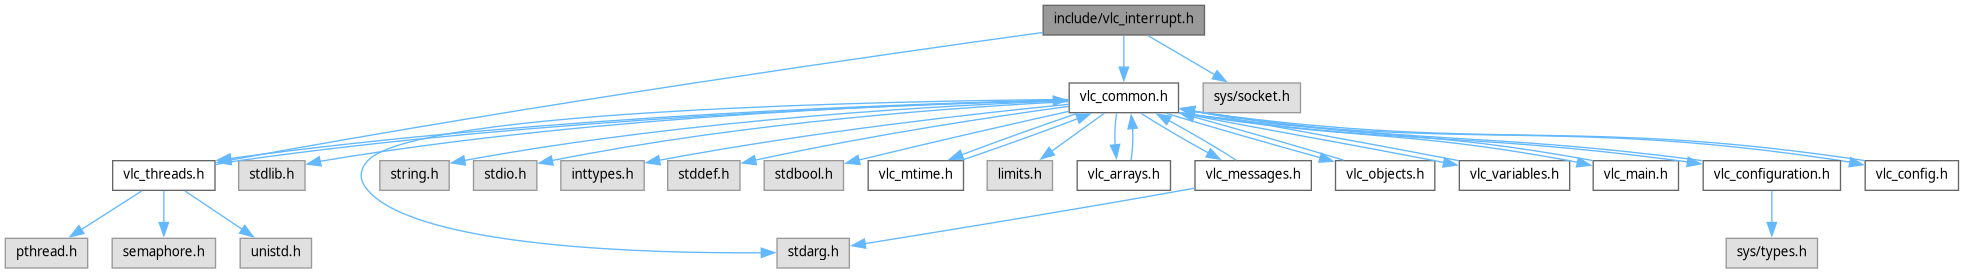 include/vlc_interrupt.h
vlc_common.h
sys/socket.h
vlc_threads.h
stdlib.h
string.h
stdio.h
inttypes.h
stddef.h
stdbool.h
vlc_mtime.h
limits.h
vlc_arrays.h
vlc_messages.h
vlc_objects.h
vlc_variables.h
vlc_main.h
vlc_configuration.h
vlc_config.h
pthread.h
semaphore.h
unistd.h
stdarg.h
sys/types.h